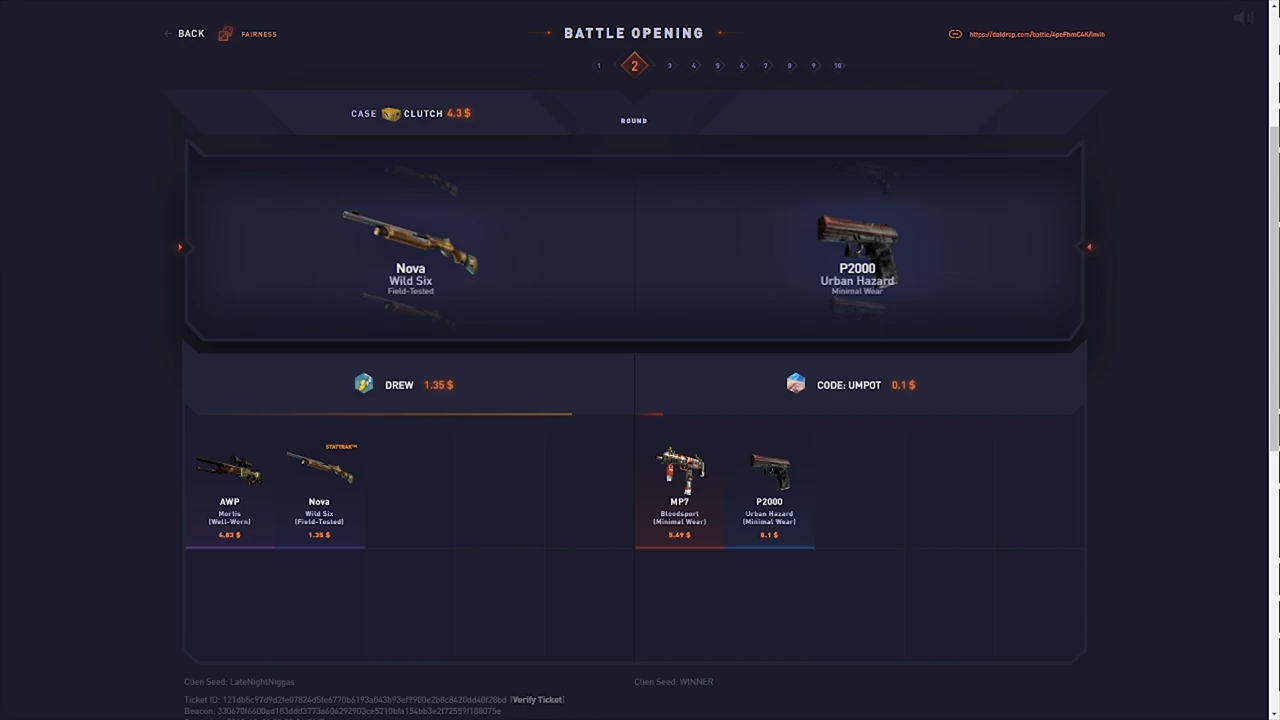 ← BACK FAIRNESS
BATTLE OPENING
1 2 3 4 5 6 7 8 9 10
CASE CLUTCH 4.3 $
ROUND
Nova
Wild Six
Field-Tested
P2000
Urban Hazard
Minimal Wear
DREW 1.35 $
CODE: UMPOT 0.1 $
STATTRAK™
AWP
Mortis
(Well-Worn)
4.83 $
Nova
Wild Six
(Field-Tested)
1.35 $
MP7
Bloodsport
(Minimal Wear)
5.49 $
P2000
Urban Hazard
(Minimal Wear)
0.1 $
Clien Seed: LateNightNiggas
Clien Seed: WINNER
Ticket ID: [Verify Ticket]
Beacon: